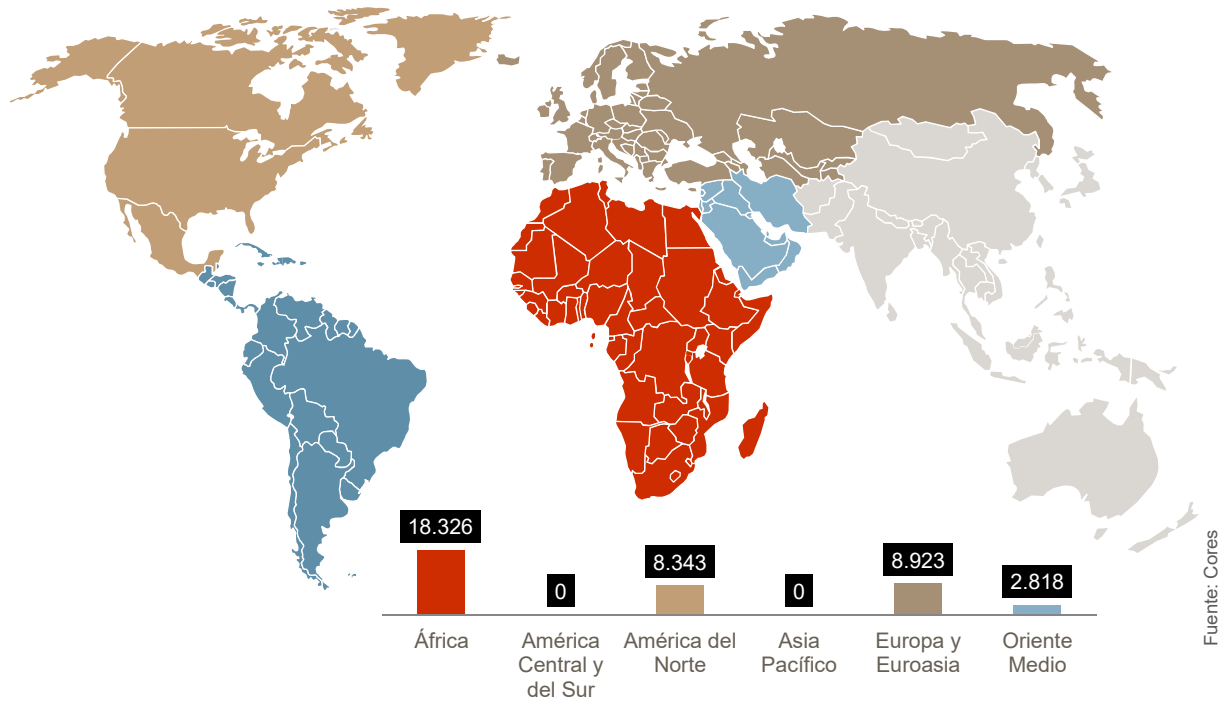 18.326
0
8.343
0
8.923
2.818
África
América
Central y
del Sur
América del
Norte
Asia
Pacífico
Europa y
Euroasia
Oriente
Medio
Fuente: Cores